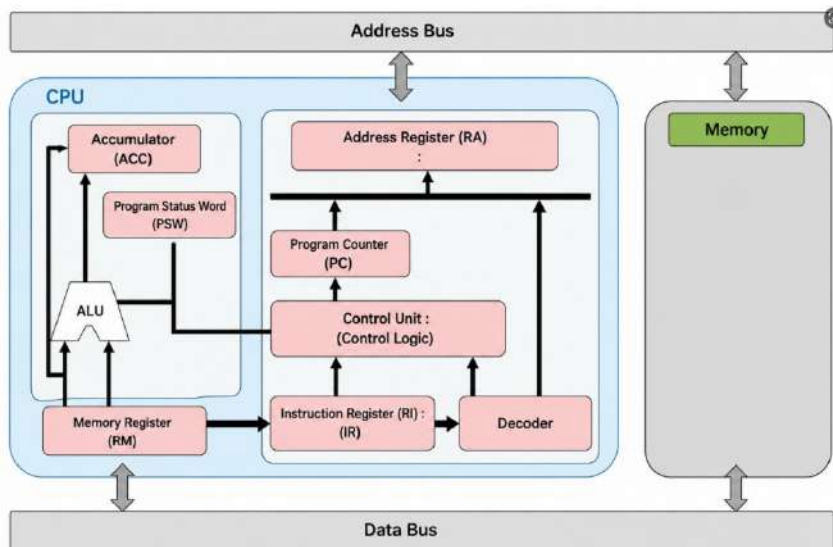 Address Bus
CPU
Accumulator
(ACC)
Program Status Word
(PSW)
ALU
Memory Register
(RM)
Address Register (RA)
:
Program Counter
(PC)
Control Unit :
(Control Logic)
Instruction Register (RI) :
(IR)
Decoder
Memory
Data Bus